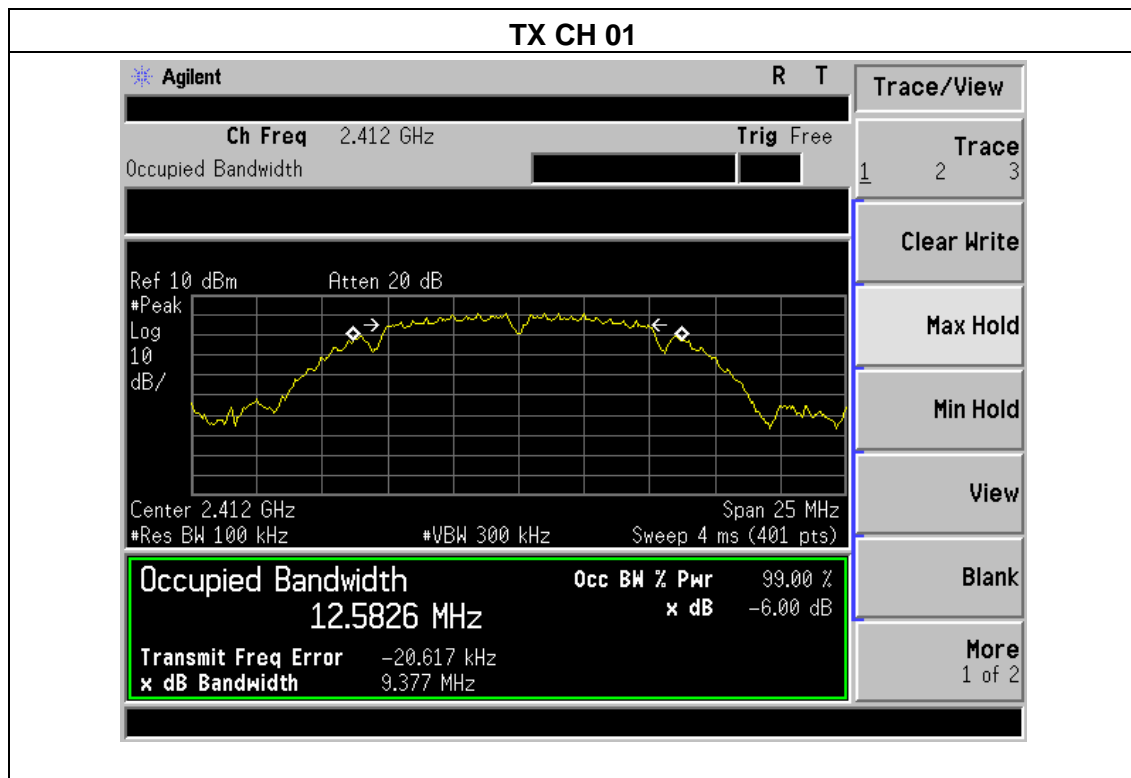 TX CH 01
Agilent R T
Trace/View
Ch Freq 2.412 GHz Trig Free
Occupied Bandwidth
Trace
1 2 3
Clear Write
Ref 10 dBm Atten 20 dB
#Peak
Log
10
dB/
Max Hold
Min Hold
Center 2.412 GHz Span 25 MHz
#Res BW 100 kHz #VBW 300 kHz Sweep 4 ms (401 pts)
View
Occupied Bandwidth Occ BW % Pwr 99.00 %
12.5826 MHz x dB -6.00 dB
Blank
Transmit Freq Error -20.617 kHz
x dB Bandwidth 9.377 MHz
More
1 of 2